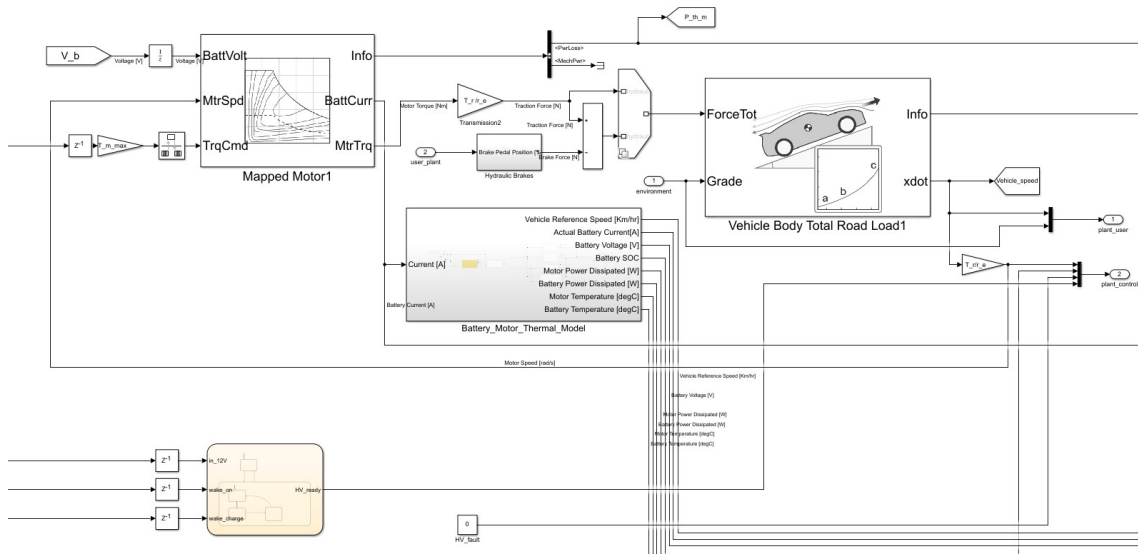 P_th_m
V_b
Voltage [V]
1
z
BattVolt
Info
MtrSpd
BattCurr
TrqCmd
MtrTrq
Mapped Motor1
Z-1
T_m_max
<PwrLoss>
<MechPwr>
Motor Torque [Nm]
T_r /r_e
Transmission2
Traction Force [N]
Traction Force [N]
+
-
2
user_plant
Brake Pedal Position [
Brake Force [N]
Hydraulic Brakes
1
environment
ForceTot
Grade
Info
xdot
a
b
c
Vehicle Body Total Road Load1
Vehicle_speed
1
plant_user
T_r/r_e
2
plant_control
Current [A]
Battery Current [A]
Vehicle Reference Speed [Km/hr]
Actual Battery Current[A]
Battery Voltage [V]
Battery SOC
Motor Power Dissipated [W]
Battery Power Dissipated [W]
Motor Temperature [degC]
Battery Temperature [degC]
Battery_Motor_Thermal_Model
Motor Speed [rad/s]
Vehicle Reference Speed [Km/hr]
Battery Voltage [V]
Motor Power Dissipated [W]
Battery Power Dissipated [W]
Motor Temperature [degC]
Battery Temperature [degC]
Z-1
in_12V
Z-1
wake_on
HV_ready
Z-1
wake_charge
0
HV_fault